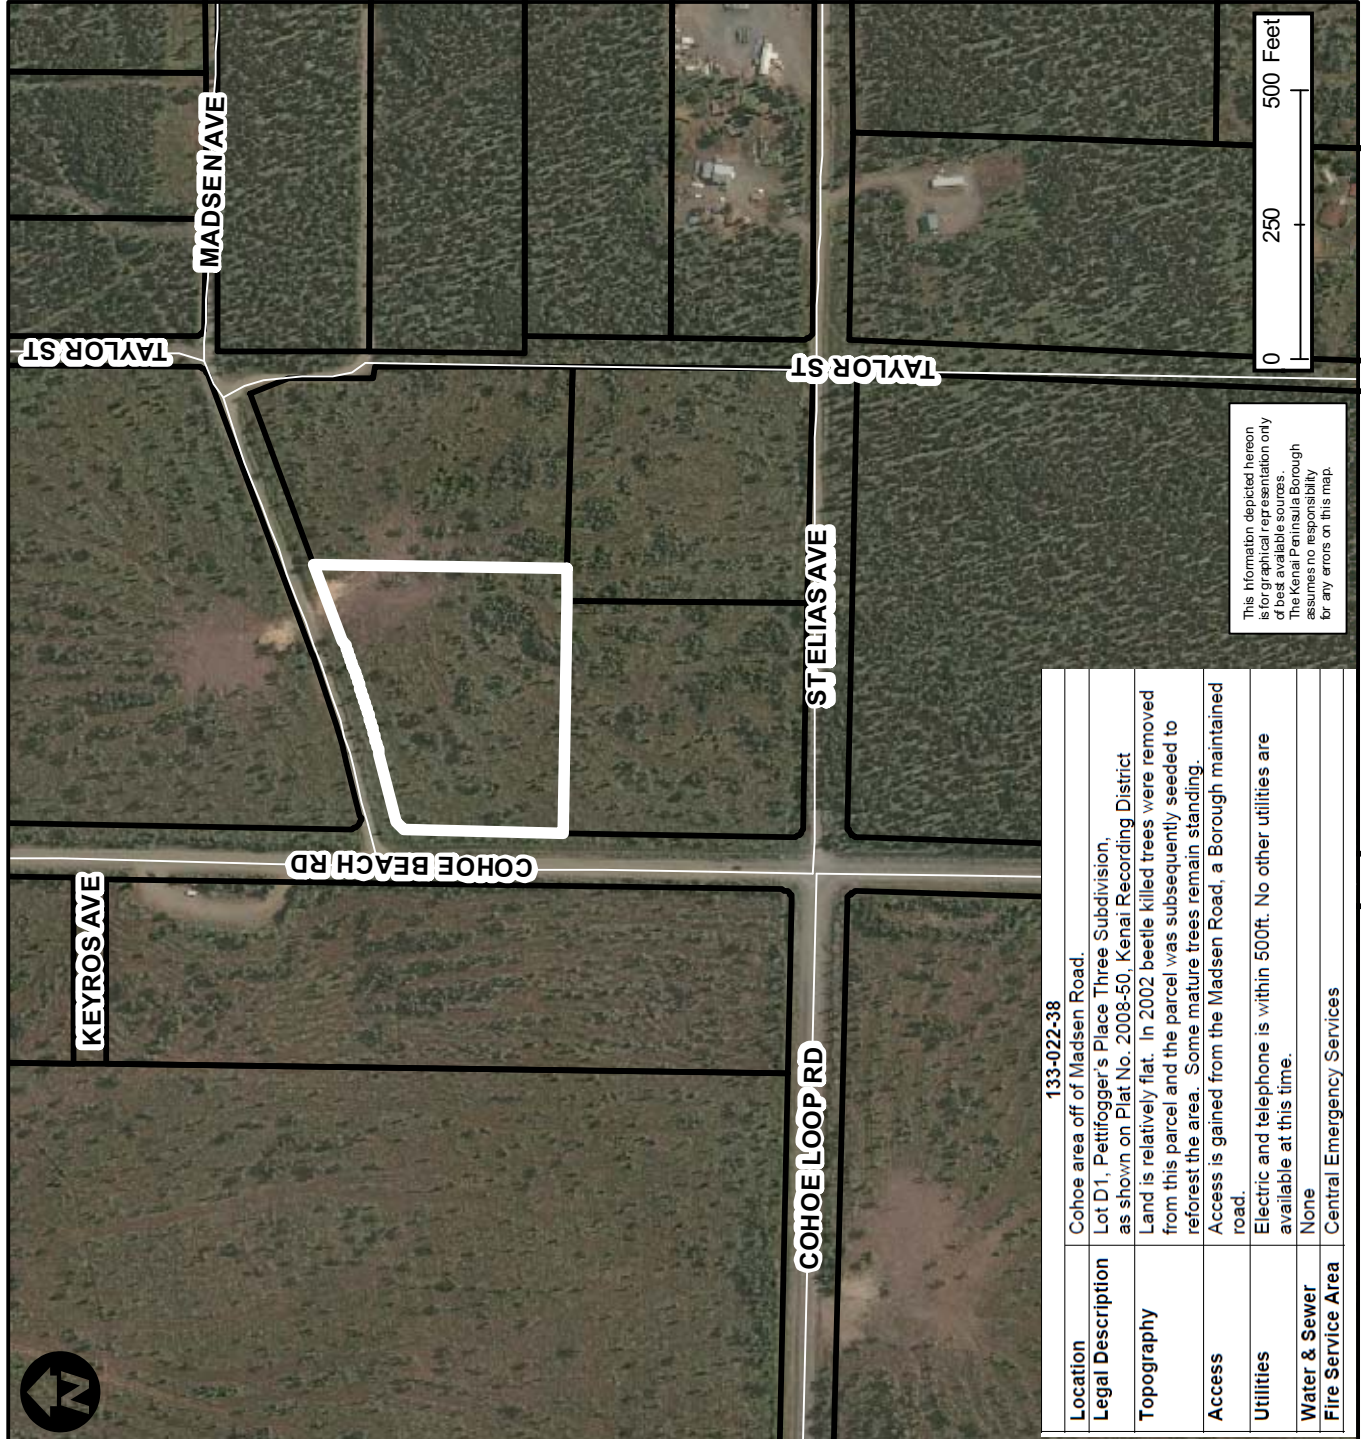 N
KEYROS AVE
MADSEN AVE
TAYLOR ST
COHOE BEACH RD
COHOE LOOP RD
ST ELIAS AVE
TAYLOR ST
133-022-38
Location Cohoe area off of Madsen Road.
Legal Description Lot D1, Pettifogger's Place Three Subdivision,
as shown on Plat No. 2008-50, Kenai Recording District
Topography Land is relatively flat. In 2002 beetle killed trees were removed
from this parcel and the parcel was subsequently seeded to
reforest the area. Some mature trees remain standing.
Access Access is gained from the Madsen Road, a Borough maintained
road.
Utilities Electric and telephone is within 500ft. No other utilities are
available at this time.
Water & Sewer None
Fire Service Area Central Emergency Services
This information depicted hereon
is for graphical representation only
of best available sources.
The Kenai Peninsula Borough
assumes no responsibility
for any errors on this map.
0 250 500 Feet